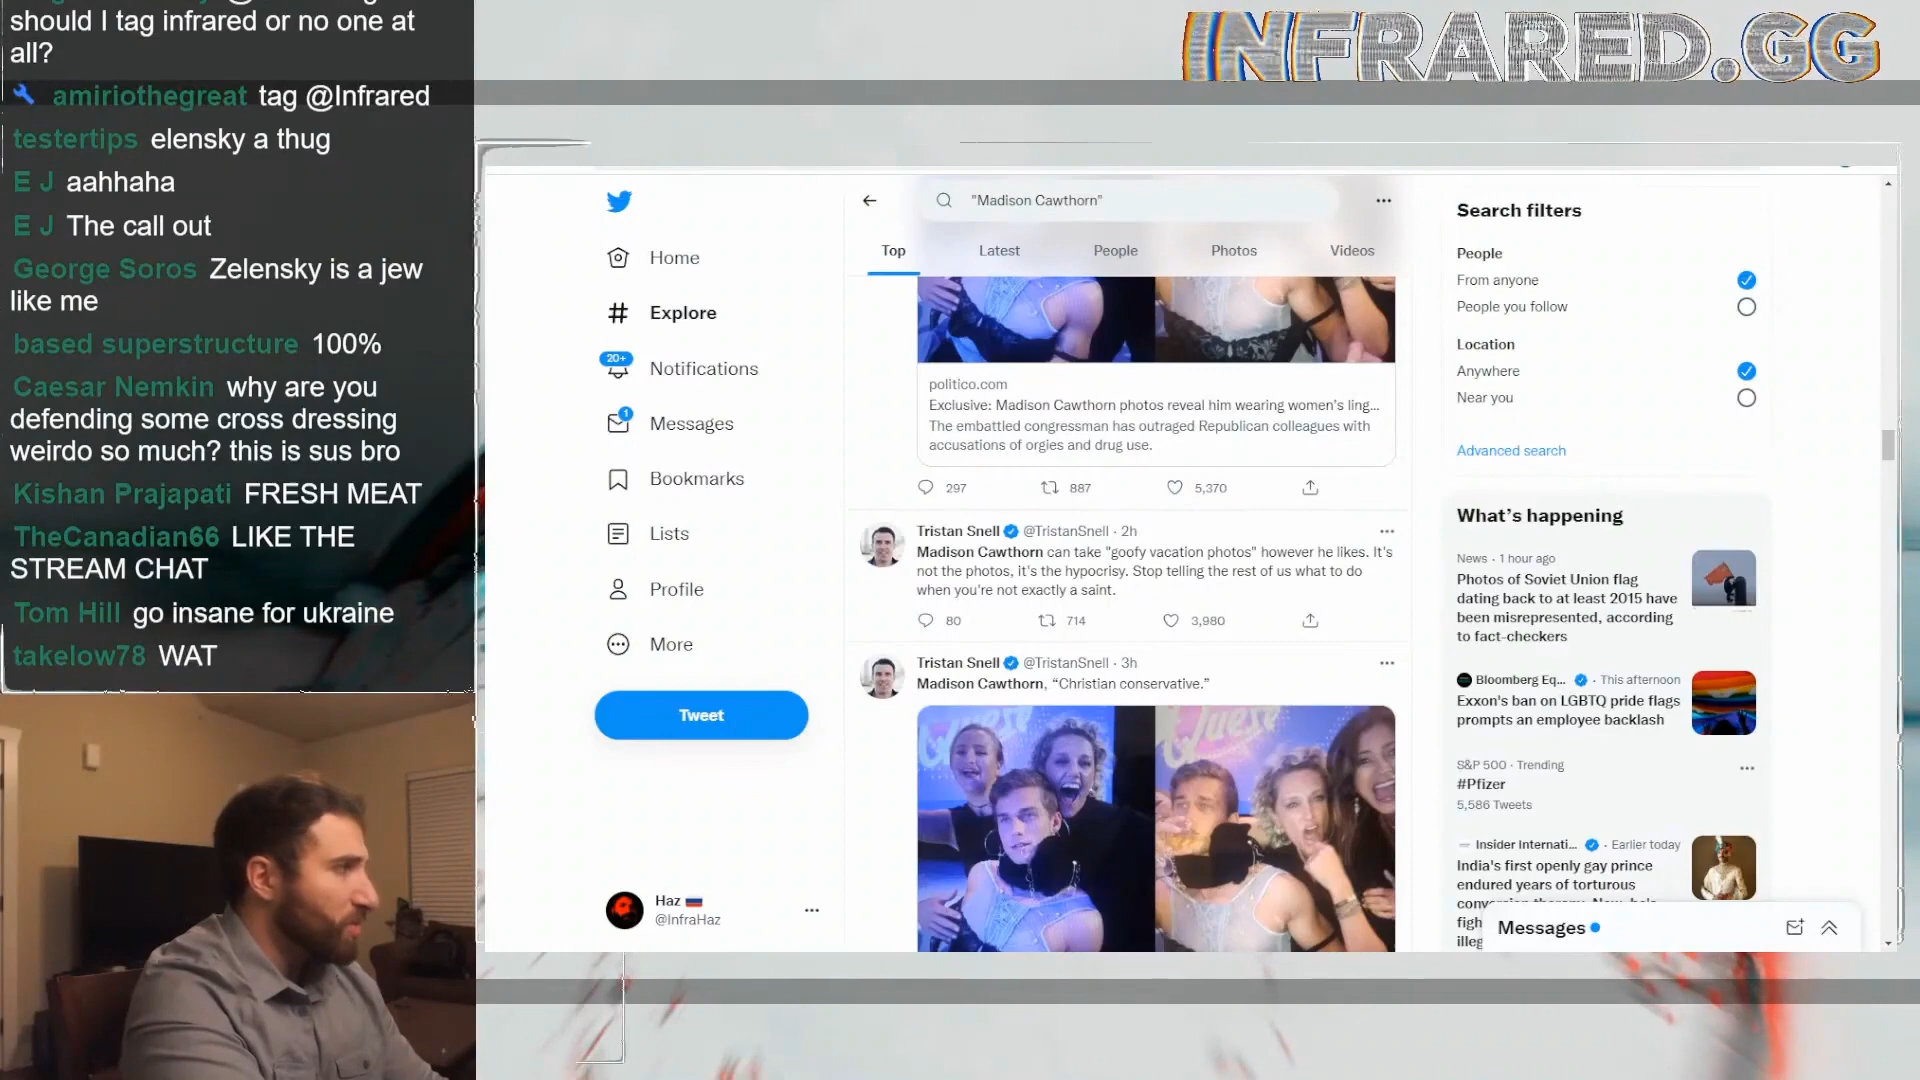 should I tag infrared or no one at
all?
amiriothegreat tag @Infrared
testertips elensky a thug
E J aahhaha
E J The call out
George Soros Zelensky is a jew
like me
based superstructure 100%
Caesar Nemkin why are you
defending some cross dressing
weirdo so much? this is sus bro
Kishan Prajapati FRESH MEAT
TheCanadian66 LIKE THE
STREAM CHAT
Tom Hill go insane for ukraine
takelow78 WAT
INFRARED.GG
Home
Explore
20+
Notifications
1
Messages
Bookmarks
Lists
Profile
More
Tweet
Haz
@InfraHaz
"Madison Cawthorn"
Top Latest People Photos Videos
politico.com
Exclusive: Madison Cawthorn photos reveal him wearing women's ling...
The embattled congressman has outraged Republican colleagues with
accusations of orgies and drug use.
297 887 5,370
Tristan Snell @TristanSnell · 2h
Madison Cawthorn can take "goofy vacation photos" however he likes. It's
not the photos, it's the hypocrisy. Stop telling the rest of us what to do
when you're not exactly a saint.
80 714 3,980
Tristan Snell @TristanSnell · 3h
Madison Cawthorn, “Christian conservative.”
Search filters
People
From anyone
People you follow
Location
Anywhere
Near you
Advanced search
What's happening
News · 1 hour ago
Photos of Soviet Union flag
dating back to at least 2015 have
been misrepresented, according
to fact-checkers
Bloomberg Eq... · This afternoon
Exxon's ban on LGBTQ pride flags
prompts an employee backlash
S&P 500 · Trending
#Pfizer
5,586 Tweets
Insider Internati... · Earlier today
India's first openly gay prince
endured years of torturous
Messages